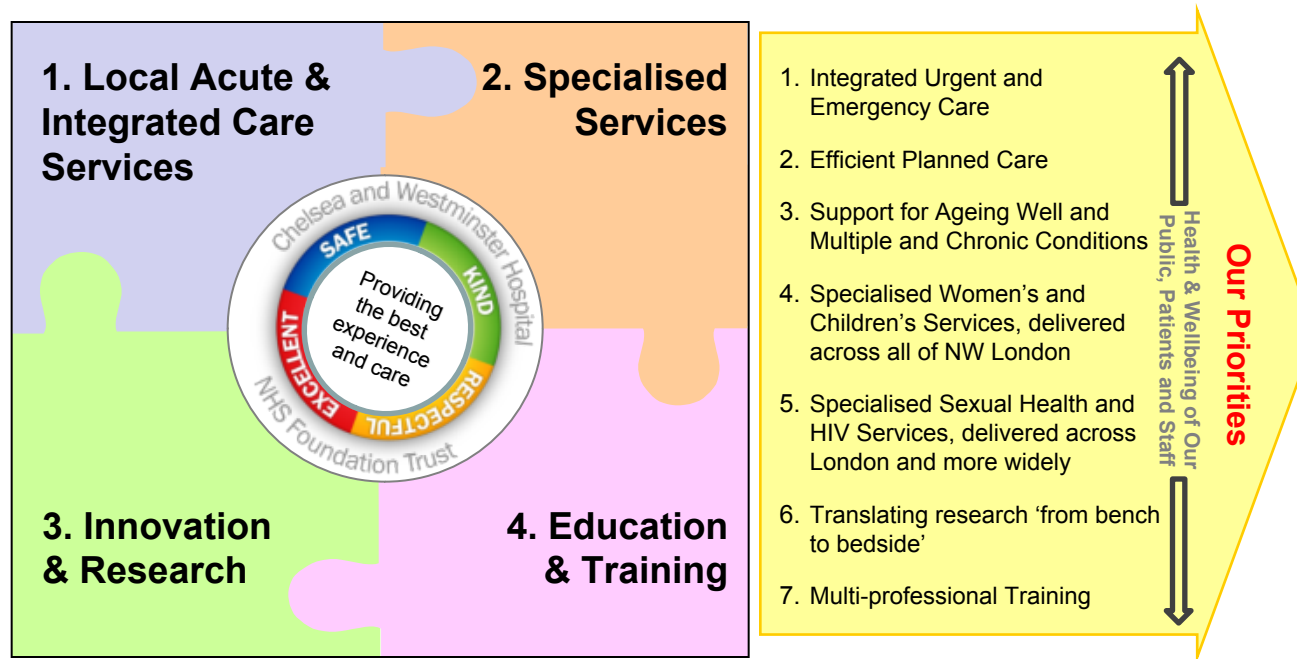 1. Local Acute &
Integrated Care
Services
2. Specialised
Services
Chelsea and Westminster Hospital
NHS Foundation Trust
SAFE
KIND
RESPECTFUL
EXCELLENT
Providing
the best
experience
and care
3. Innovation
& Research
4. Education
& Training
1. Integrated Urgent and
Emergency Care
2. Efficient Planned Care
3. Support for Ageing Well and
Multiple and Chronic Conditions
4. Specialised Women’s and
Children’s Services, delivered
across all of NW London
5. Specialised Sexual Health and
HIV Services, delivered across
London and more widely
6. Translating research ‘from bench
to bedside’
7. Multi-professional Training
Health & Wellbeing of Our
Public, Patients and Staff
Our Priorities